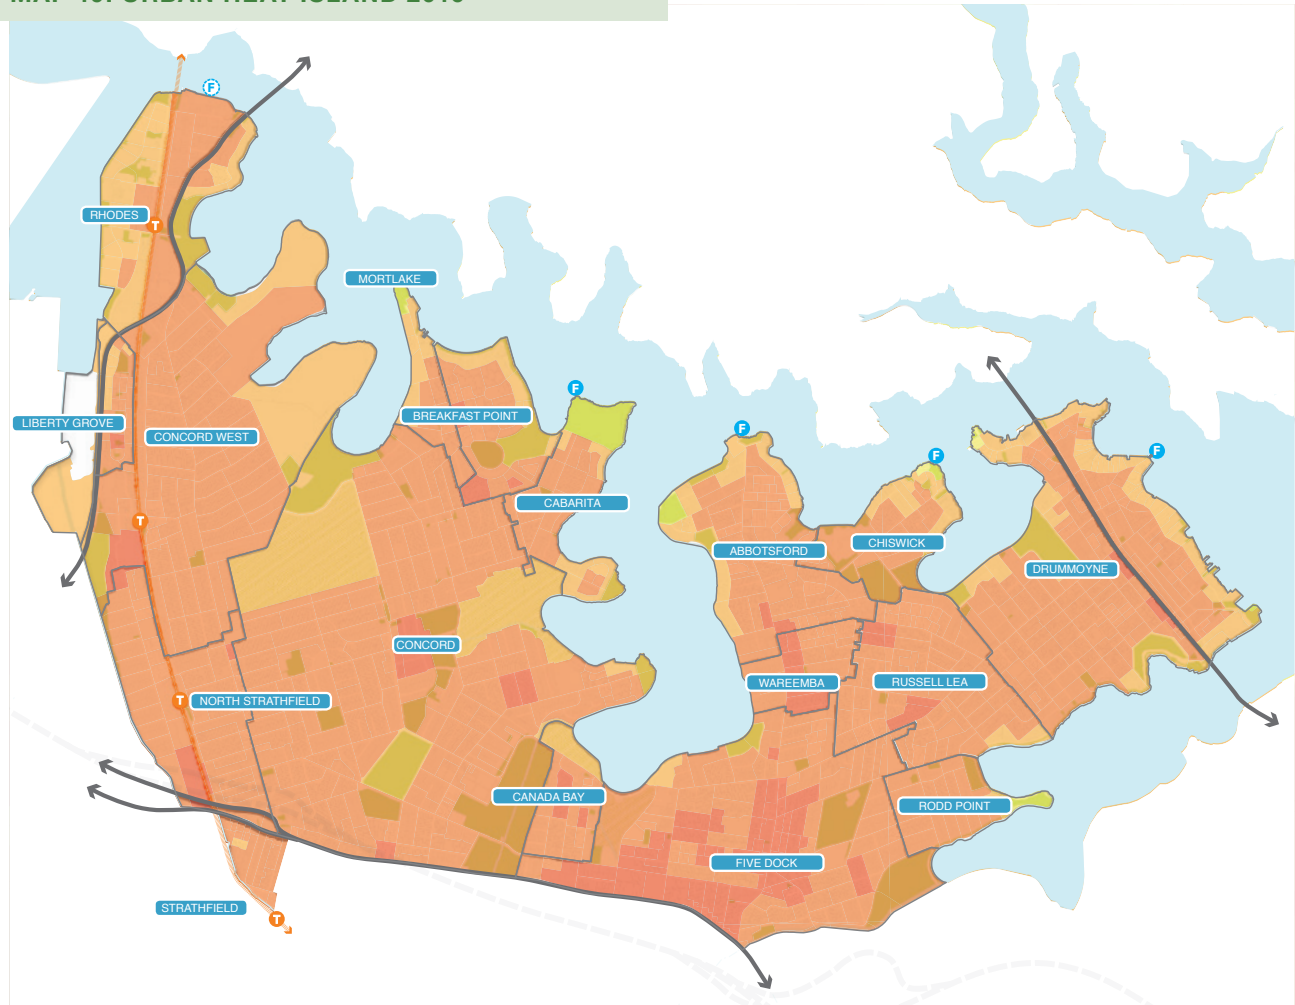 F
RHODES
T
MORTLAKE
F
BREAKFAST POINT
LIBERTY GROVE
CONCORD WEST
F
F
F
CABARITA
T
CHISWICK
ABBOTSFORD
DRUMMOYNE
CONCORD
WAREEMBA
RUSSELL LEA
T
NORTH STRATHFIELD
CANADA BAY
RODD POINT
FIVE DOCK
STRATHFIELD
T